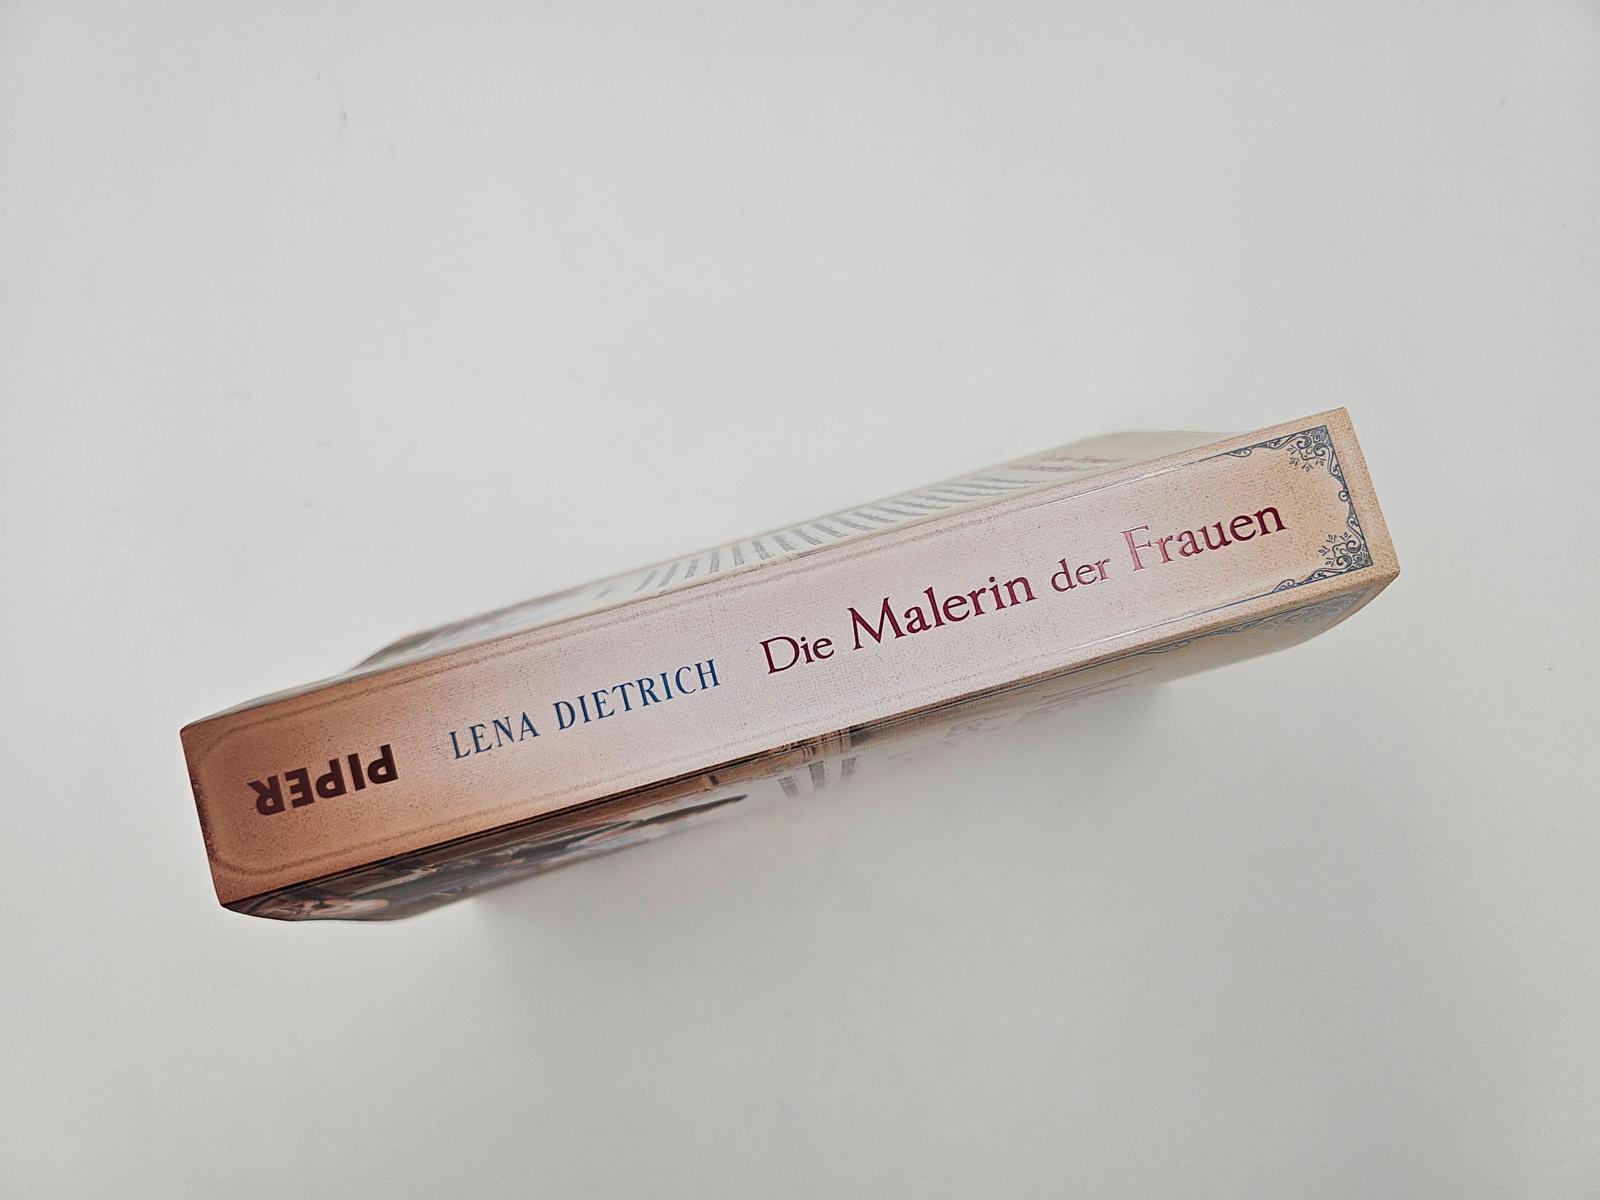 PIPER
LENA DIETRICH Die Malerin der Frauen